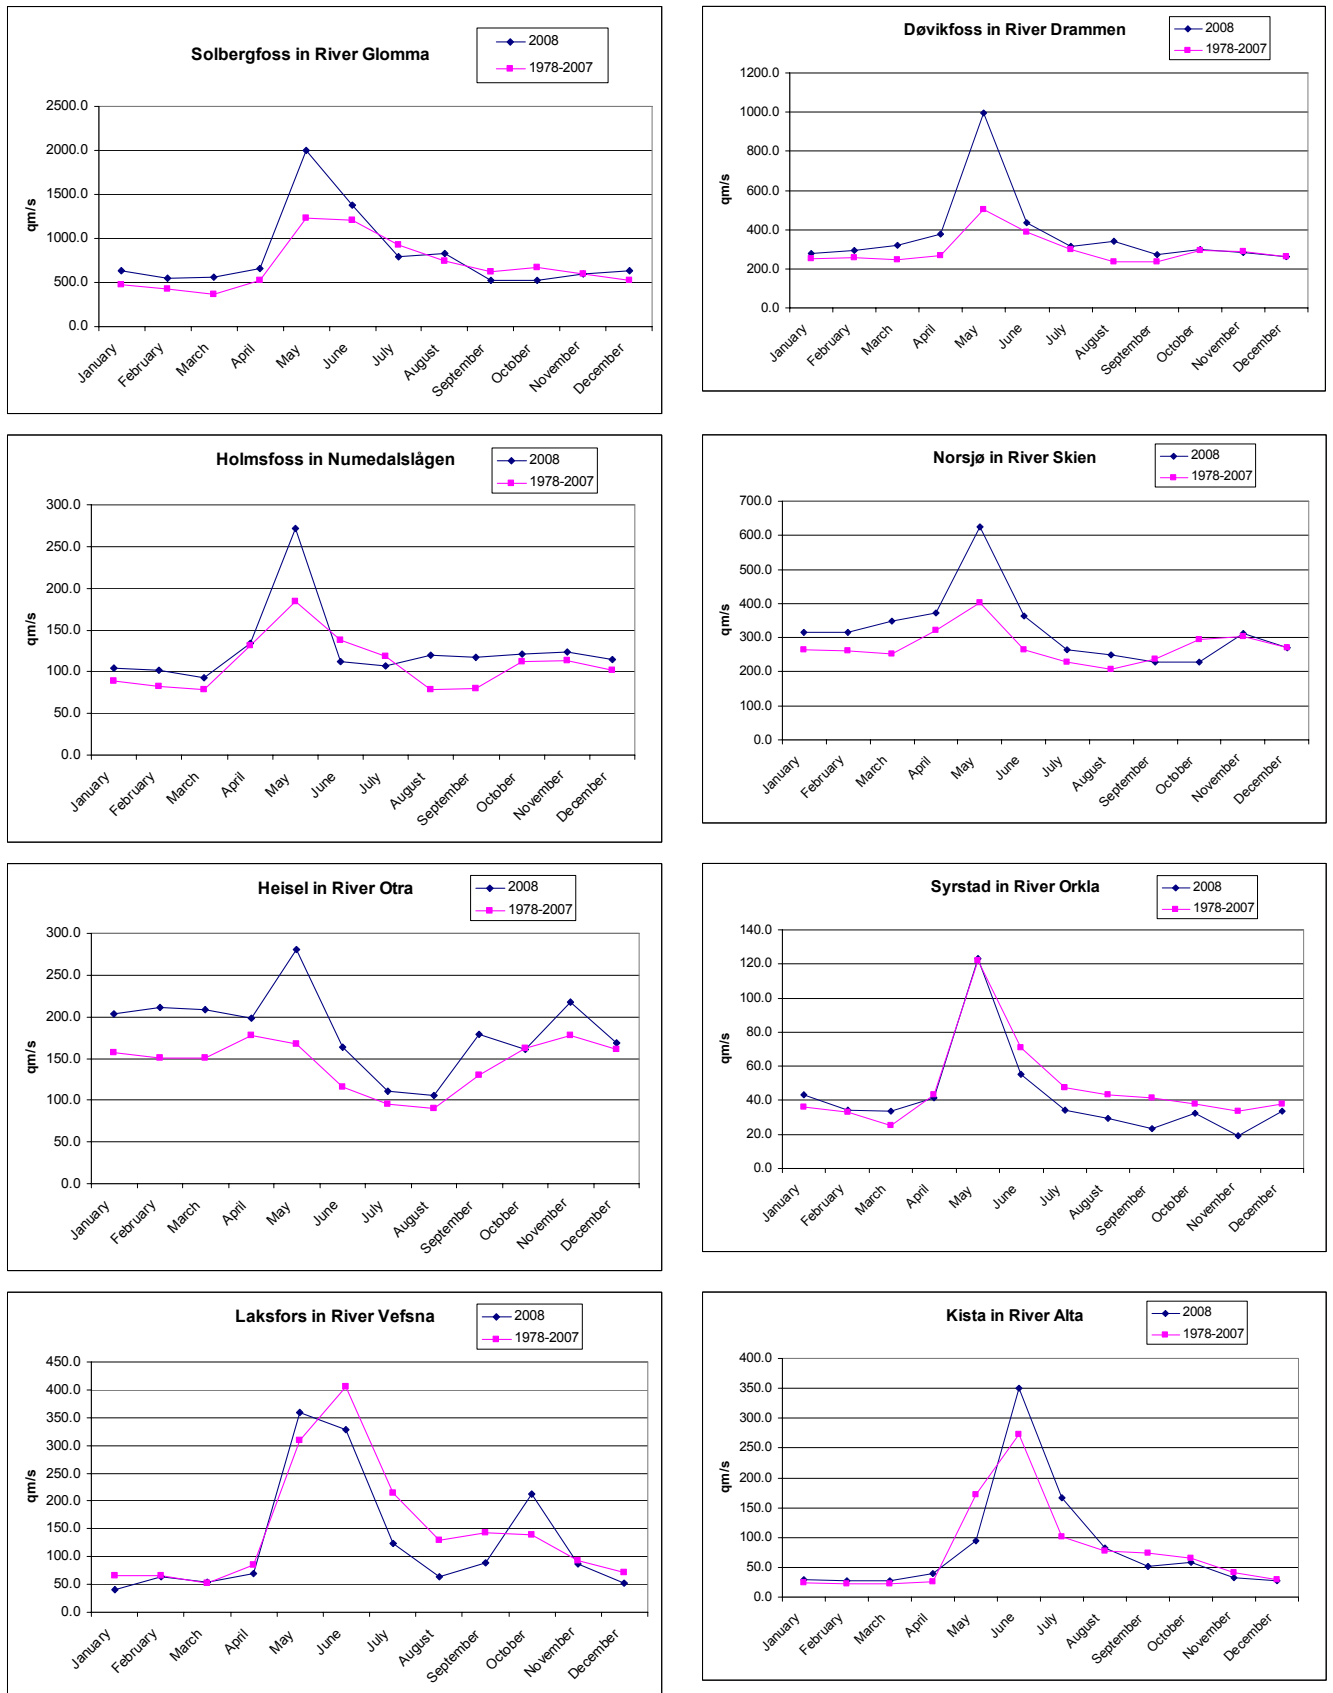 Solbergfoss in River Glomma
2008
1978-2007
2500.0
2000.0
1500.0
1000.0
500.0
0.0
qm/s
January
February
March
April
May
June
July
August
September
October
November
December
Døvikfoss in River Drammen
2008
1978-2007
1200.0
1000.0
800.0
600.0
400.0
200.0
0.0
qm/s
January
February
March
April
May
June
July
August
September
October
November
December
Holmsfoss in Numedalslågen
2008
1978-2007
300.0
250.0
200.0
150.0
100.0
50.0
0.0
qm/s
January
February
March
April
May
June
July
August
September
October
November
December
Norsjø in River Skien
2008
1978-2007
700.0
600.0
500.0
400.0
300.0
200.0
100.0
0.0
qm/s
January
February
March
April
May
June
July
August
September
October
November
December
Heisel in River Otra
2008
1978-2007
300.0
250.0
200.0
150.0
100.0
50.0
0.0
qm/s
January
February
March
April
May
June
July
August
September
October
November
December
Syrstad in River Orkla
2008
1978-2007
140.0
120.0
100.0
80.0
60.0
40.0
20.0
0.0
qm/s
January
February
March
April
May
June
July
August
September
October
November
December
Laksfors in River Vefsna
2008
1978-2007
450.0
400.0
350.0
300.0
250.0
200.0
150.0
100.0
50.0
0.0
qm/s
January
February
March
April
May
June
July
August
September
October
November
December
Kista in River Alta
2008
1978-2007
400.0
350.0
300.0
250.0
200.0
150.0
100.0
50.0
0.0
qm/s
January
February
March
April
May
June
July
August
September
October
November
December